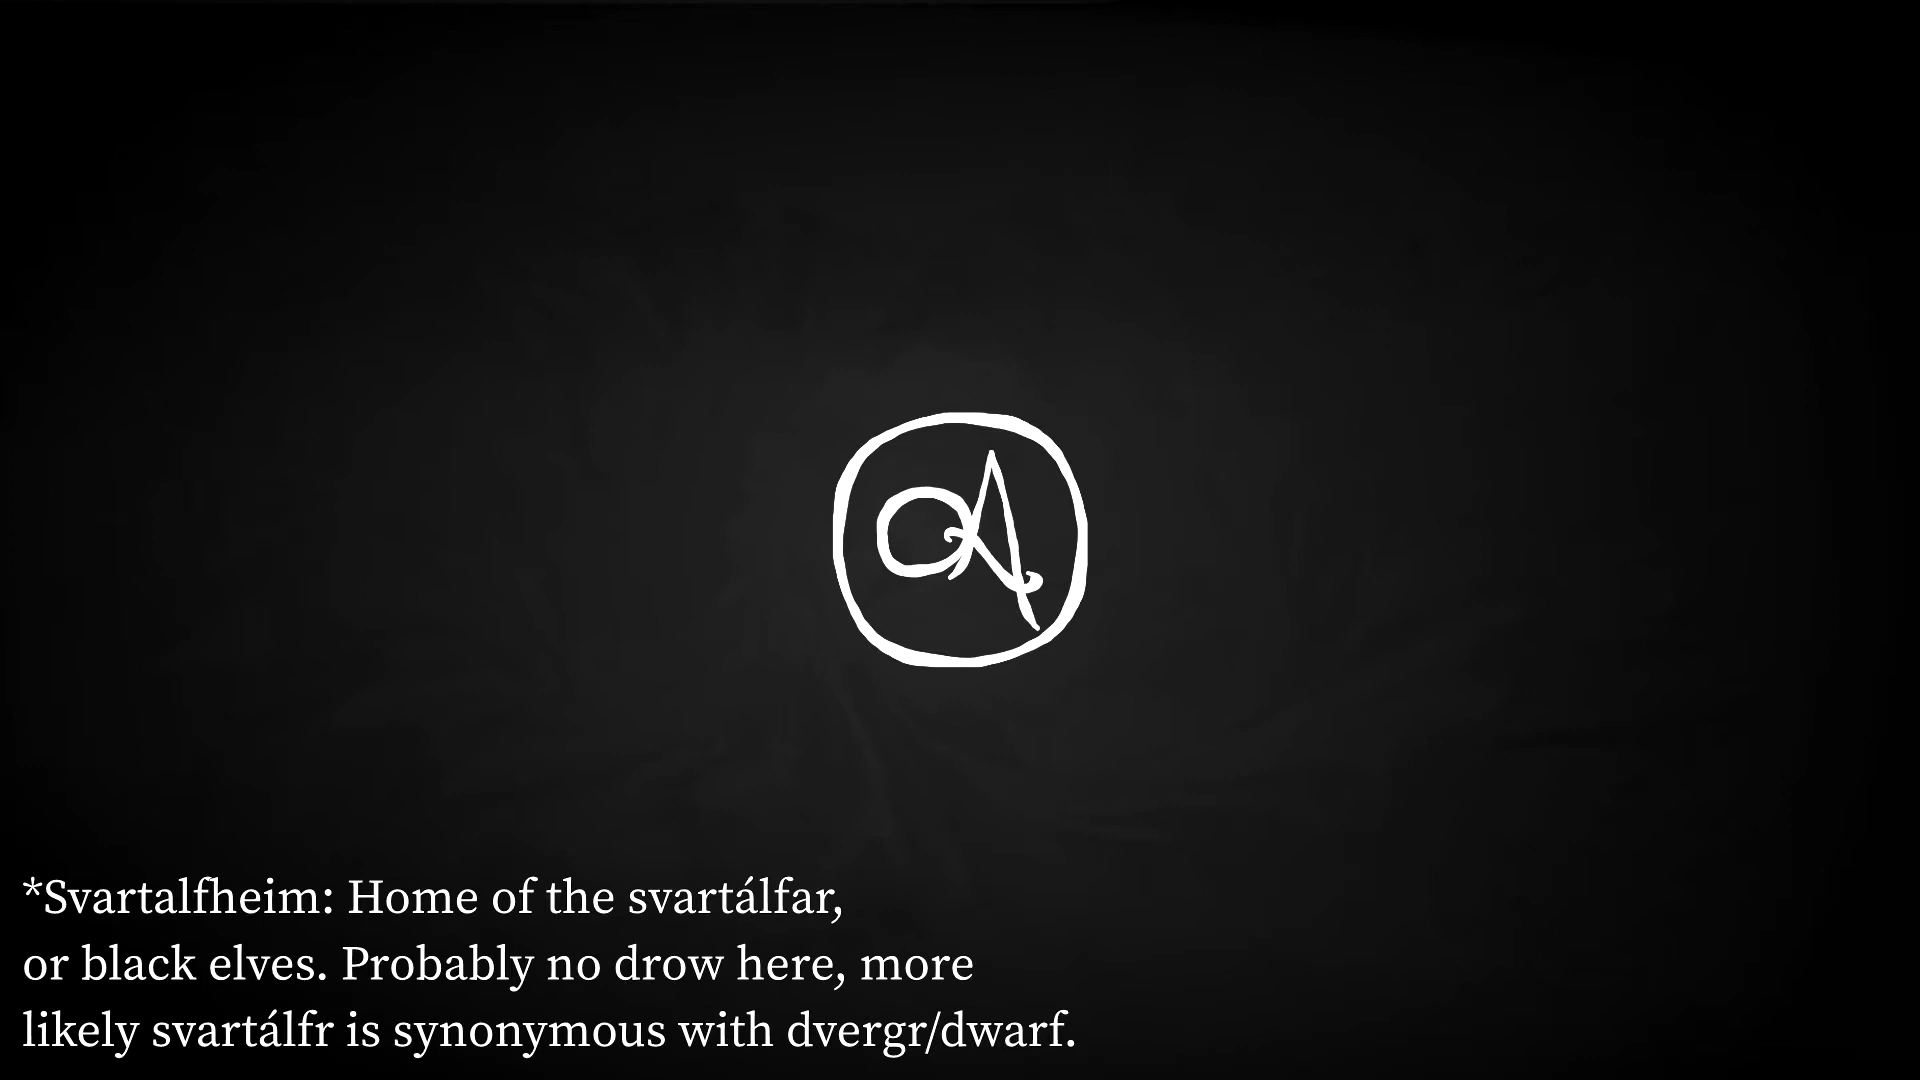 *Svartalfheim: Home of the svartálfar,
or black elves. Probably no drow here, more
likely svartálfr is synonymous with dvergr/dwarf.